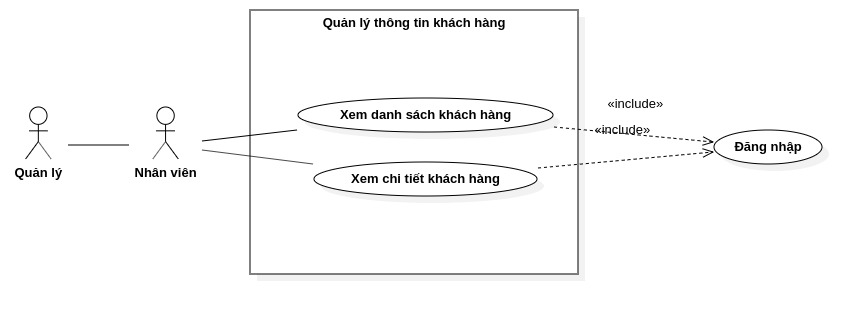 Quản lý thông tin khách hàng
Xem danh sách khách hàng
«include»
«include»
Đăng nhập
Quản lý
Nhân viên
Xem chi tiết khách hàng